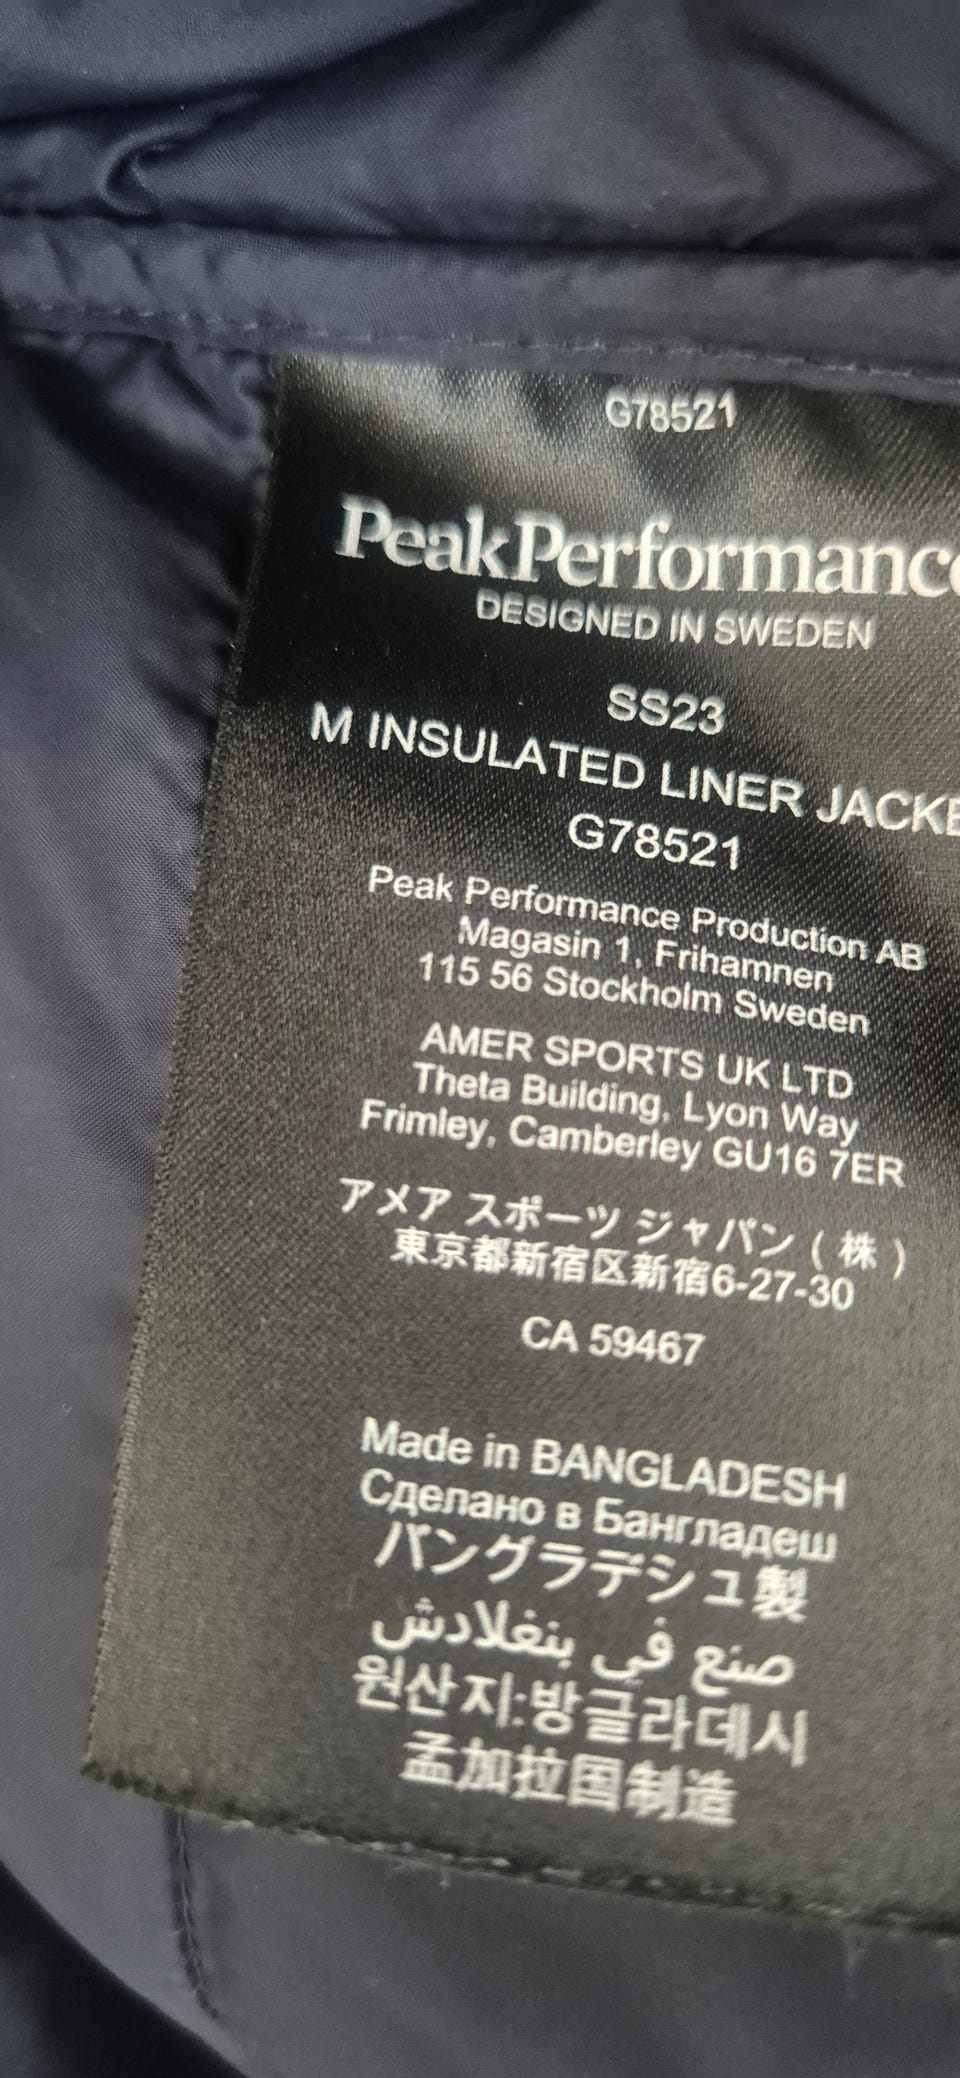 G78521
PeakPerformanc
DESIGNED IN SWEDEN
SS23
M INSULATED LINER JACKE
G78521
Peak Performance Production AB
Magasin 1, Frihamnen
115 56 Stockholm Sweden
AMER SPORTS UK LTD
Theta Building, Lyon Way
Frimley, Camberley GU16 7ER
アメア スポーツ ジャパン ( 株 )
東京都新宿区新宿6-27-30
CA 59467
Made in BANGLADESH
Сделано в Бангладеш
バングラデシュ製
صنع في بنغلادش
원산지:방글라데시
孟加拉国制造